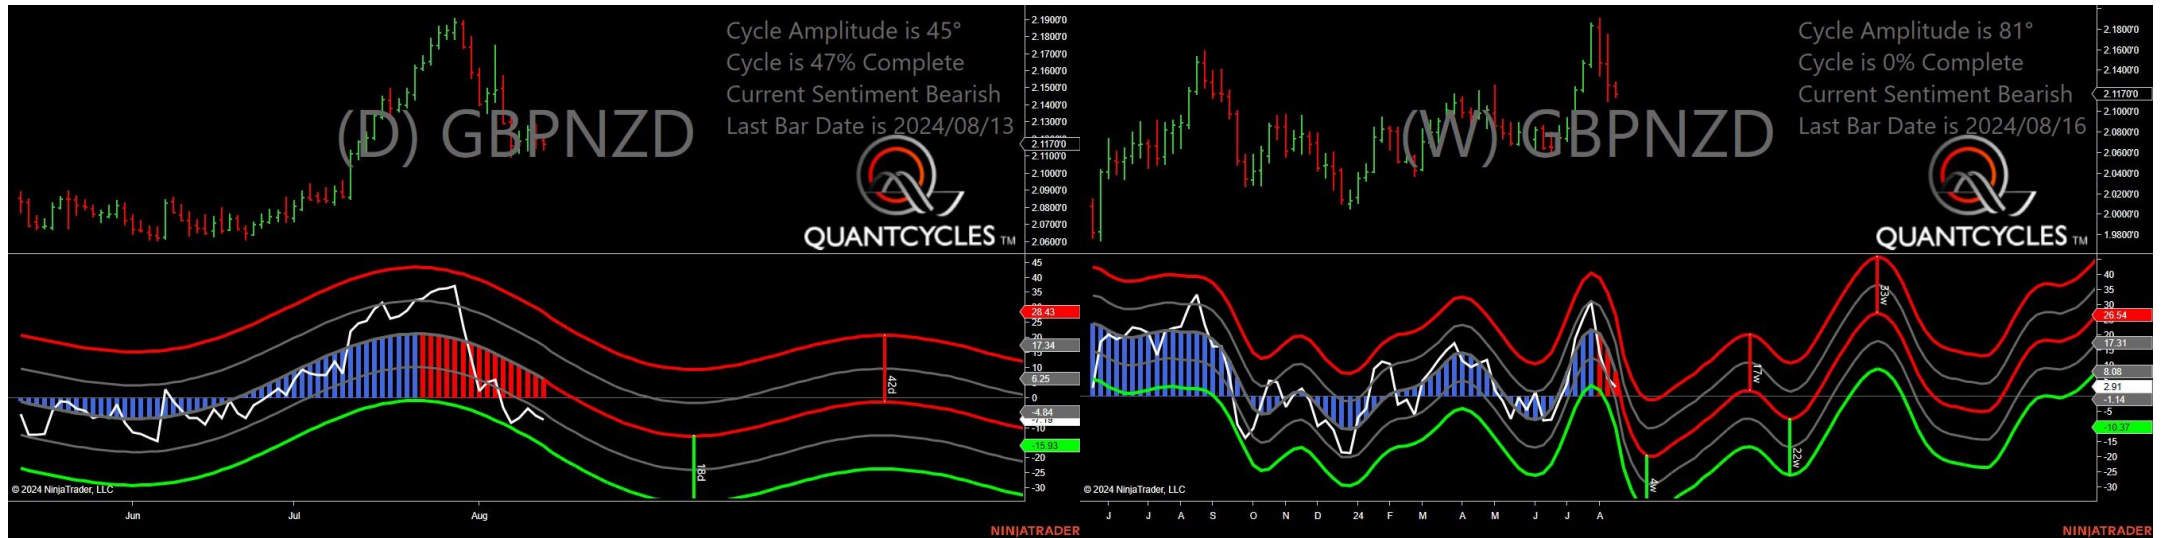 Cycle Amplitude is 45°
Cycle is 47% Complete
Current Sentiment Bearish
Last Bar Date is 2024/08/13
(D) GBPNZD
QUANTCYCLES TM
2.1900'0
2.1800'0
2.1700'0
2.1600'0
2.1500'0
2.1400'0
2.1300'0
2.1170'0
2.1100'0
2.1000'0
2.0900'0
2.0800'0
2.0700'0
2.0600'0
45
40
35
28.43
25
17.34
15
10
6.25
0
-4.84
-7.19
-10
-15.93
-20
-25
-30
42d
18d
© 2024 NinjaTrader, LLC
Jun Jul Aug
NINJATRADER
Cycle Amplitude is 81°
Cycle is 0% Complete
Current Sentiment Bearish
Last Bar Date is 2024/08/16
(W) GBPNZD
QUANTCYCLES TM
2.1800'0
2.1600'0
2.1400'0
2.1170'0
2.1000'0
2.0800'0
2.0600'0
2.0400'0
2.0200'0
2.0000'0
1.9800'0
40
35
30
26.54
17.31
15
8.08
2.91
-1.14
-5
-10.37
-15
-20
-25
-30
33w
17w
22w
4w
© 2024 NinjaTrader, LLC
J J A S O N D 24 F M A M J J A
NINJATRADER